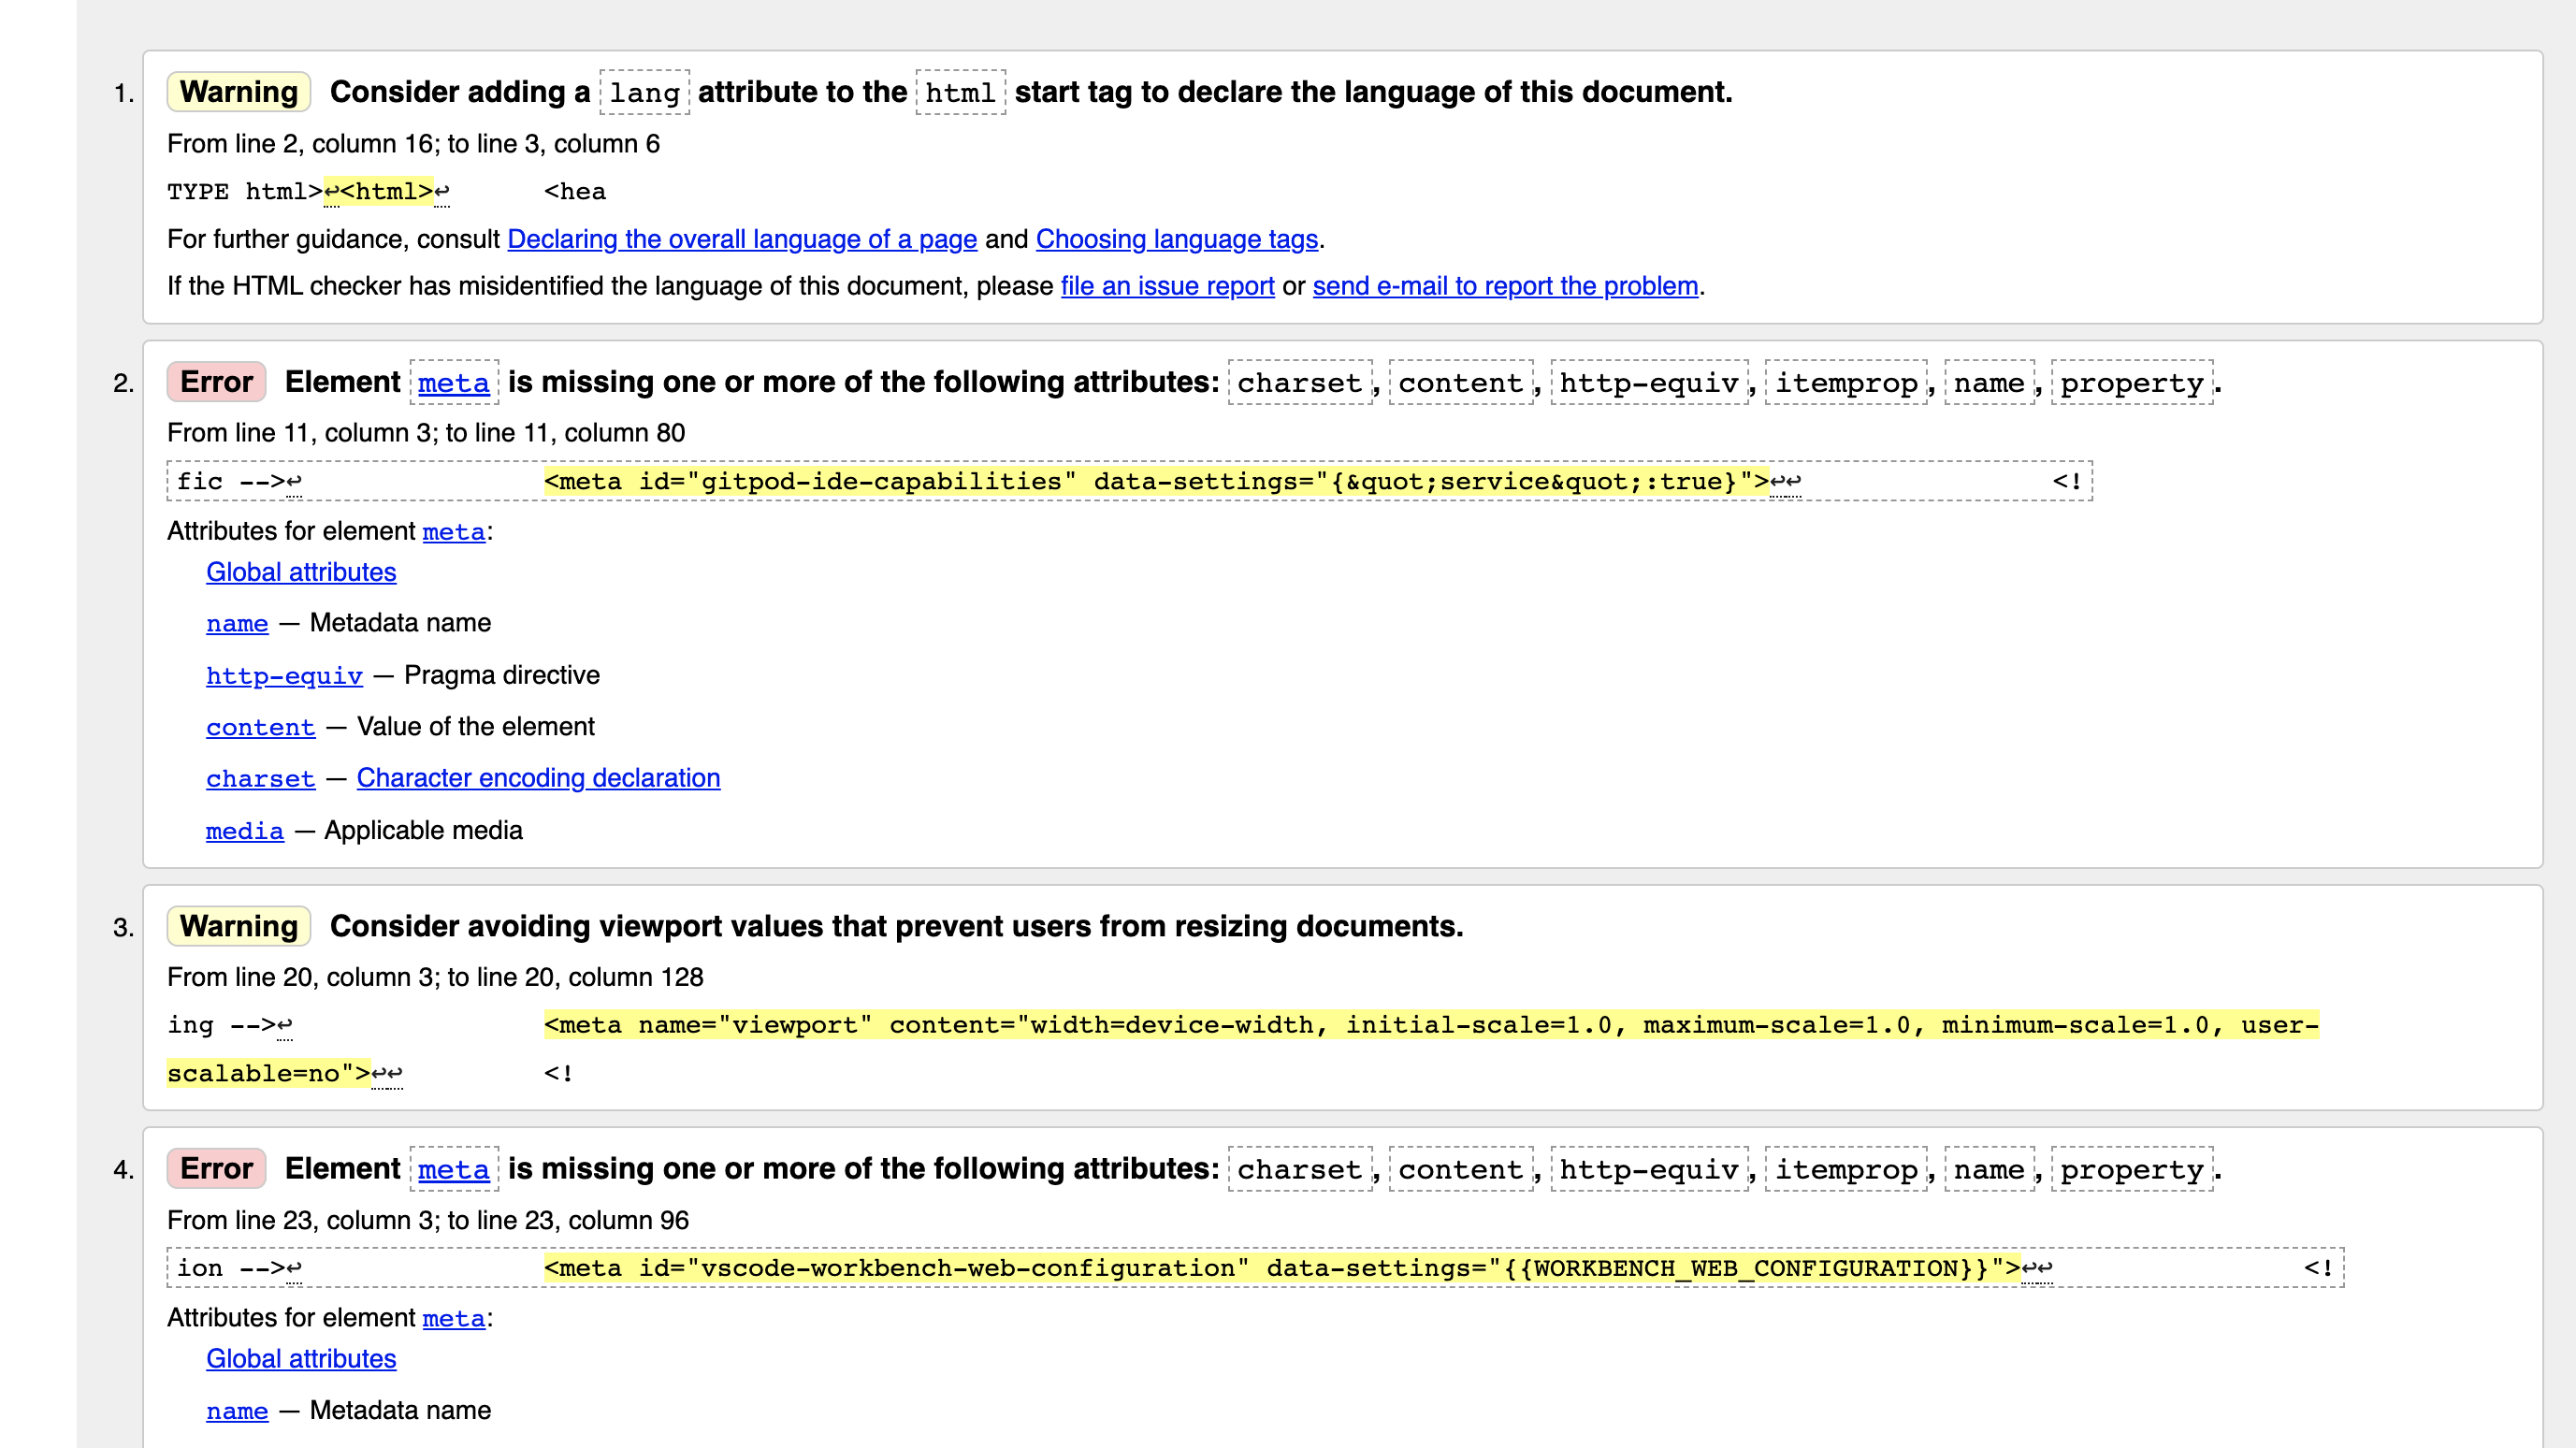 1. Warning Consider adding a lang attribute to the html start tag to declare the language of this document.
From line 2, column 16; to line 3, column 6
TYPE html>↩<html>↩ <hea
For further guidance, consult Declaring the overall language of a page and Choosing language tags.
If the HTML checker has misidentified the language of this document, please file an issue report or send e-mail to report the problem.
2. Error Element meta is missing one or more of the following attributes: charset, content, http-equiv, itemprop, name, property.
From line 11, column 3; to line 11, column 80
fic -->↩ <meta id="gitpod-ide-capabilities" data-settings="{&quot;service&quot;:true}">↩↩ <!
Attributes for element meta:
Global attributes
name — Metadata name
http-equiv — Pragma directive
content — Value of the element
charset — Character encoding declaration
media — Applicable media
3. Warning Consider avoiding viewport values that prevent users from resizing documents.
From line 20, column 3; to line 20, column 128
ing -->↩ <meta name="viewport" content="width=device-width, initial-scale=1.0, maximum-scale=1.0, minimum-scale=1.0, user-
scalable=no">↩↩ <!
4. Error Element meta is missing one or more of the following attributes: charset, content, http-equiv, itemprop, name, property.
From line 23, column 3; to line 23, column 96
ion -->↩ <meta id="vscode-workbench-web-configuration" data-settings="{{WORKBENCH_WEB_CONFIGURATION}}">↩↩ <!
Attributes for element meta:
Global attributes
name — Metadata name